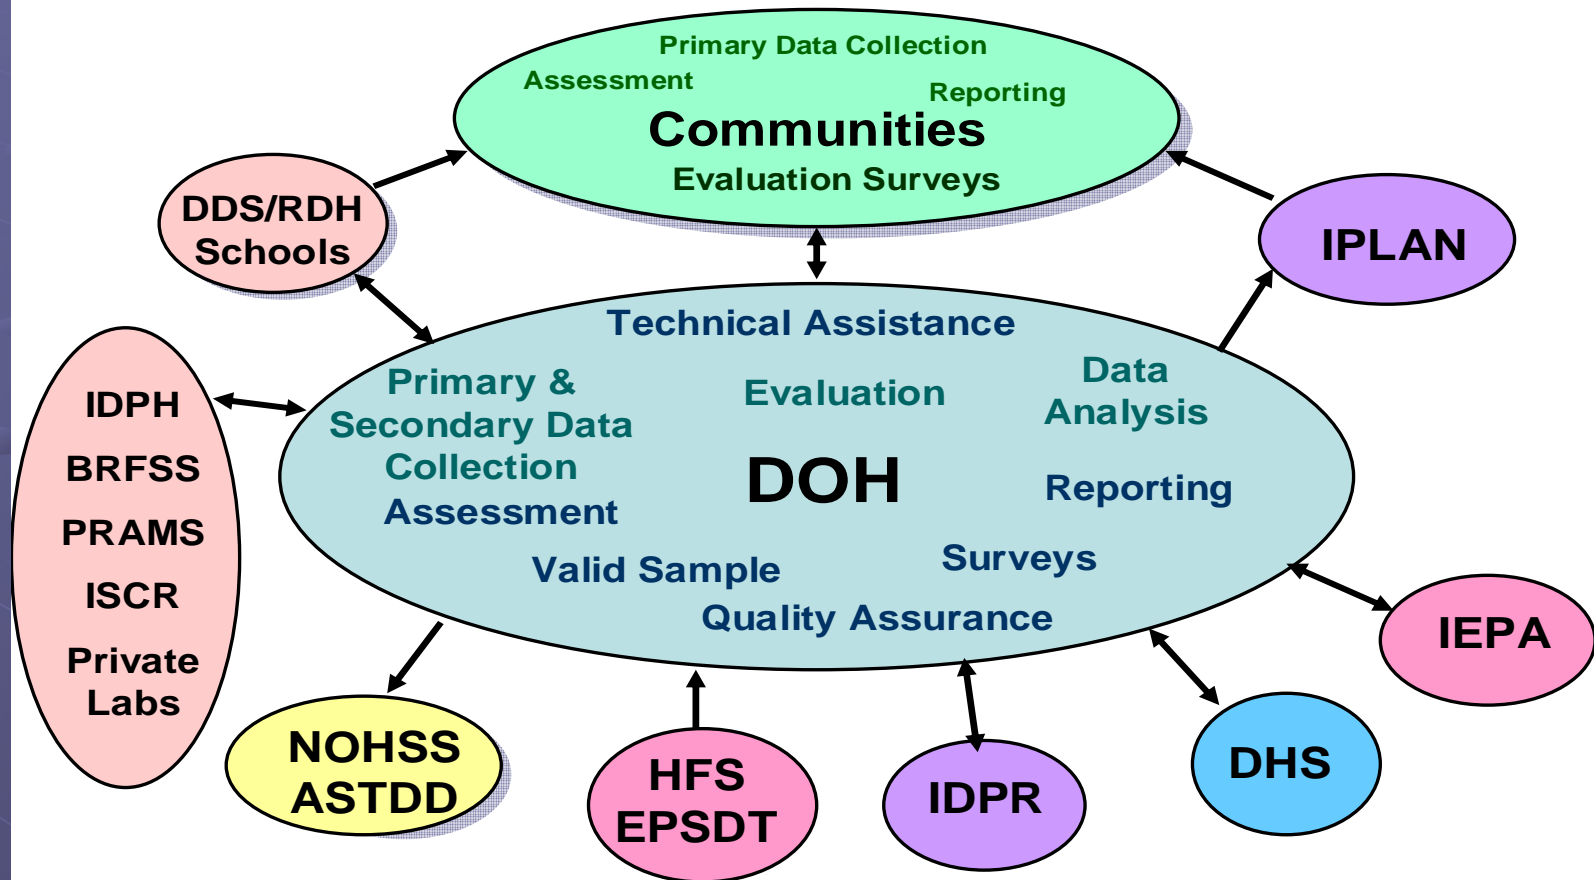 Primary Data Collection
Assessment
Reporting
Communities
Evaluation Surveys
DDS/RDH
Schools
IPLAN
Technical Assistance
Primary &
Secondary Data
Collection
Assessment
Evaluation
Data
Analysis
DOH
Reporting
Valid Sample
Surveys
Quality Assurance
IDPH
BRFSS
PRAMS
ISCR
Private
Labs
NOHSS
ASTDD
HFS
EPSDT
IDPR
DHS
IEPA